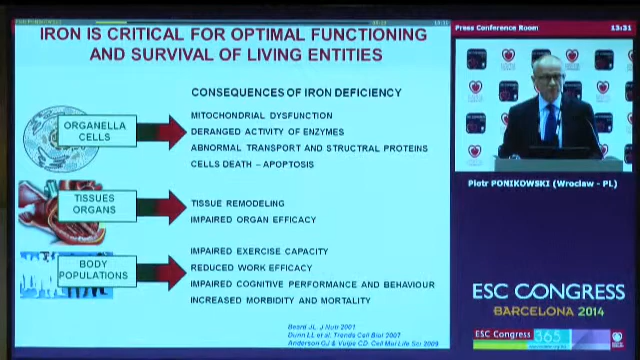 Press Conference Room 13:31
IRON IS CRITICAL FOR OPTIMAL FUNCTIONING
AND SURVIVAL OF LIVING ENTITIES
CONSEQUENCES OF IRON DEFICIENCY
ORGANELLA
CELLS
MITOCHONDRIAL DYSFUNCTION
DERANGED ACTIVITY OF ENZYMES
ABNORMAL TRANSPORT AND STRUCTRAL PROTEINS
CELLS DEATH – APOPTOSIS
TISSUES
ORGANS
TISSUE REMODELING
IMPAIRED ORGAN EFFICACY
BODY
POPULATIONS
IMPAIRED EXERCISE CAPACITY
REDUCED WORK EFFICACY
IMPAIRED COGNITIVE PERFORMANCE AND BEHAVIOUR
INCREASED MORBIDITY AND MORTALITY
Beard JL. J Nutr 2001
Dunn LL et al. Trends Cell Biol 2007
Anderson GJ & Vulpe CD. Cell Mol Life Sci 2009
Piotr PONIKOWSKI (Wroclaw - PL)
ESC CONGRESS
BARCELONA 2014
ESC Congress 365